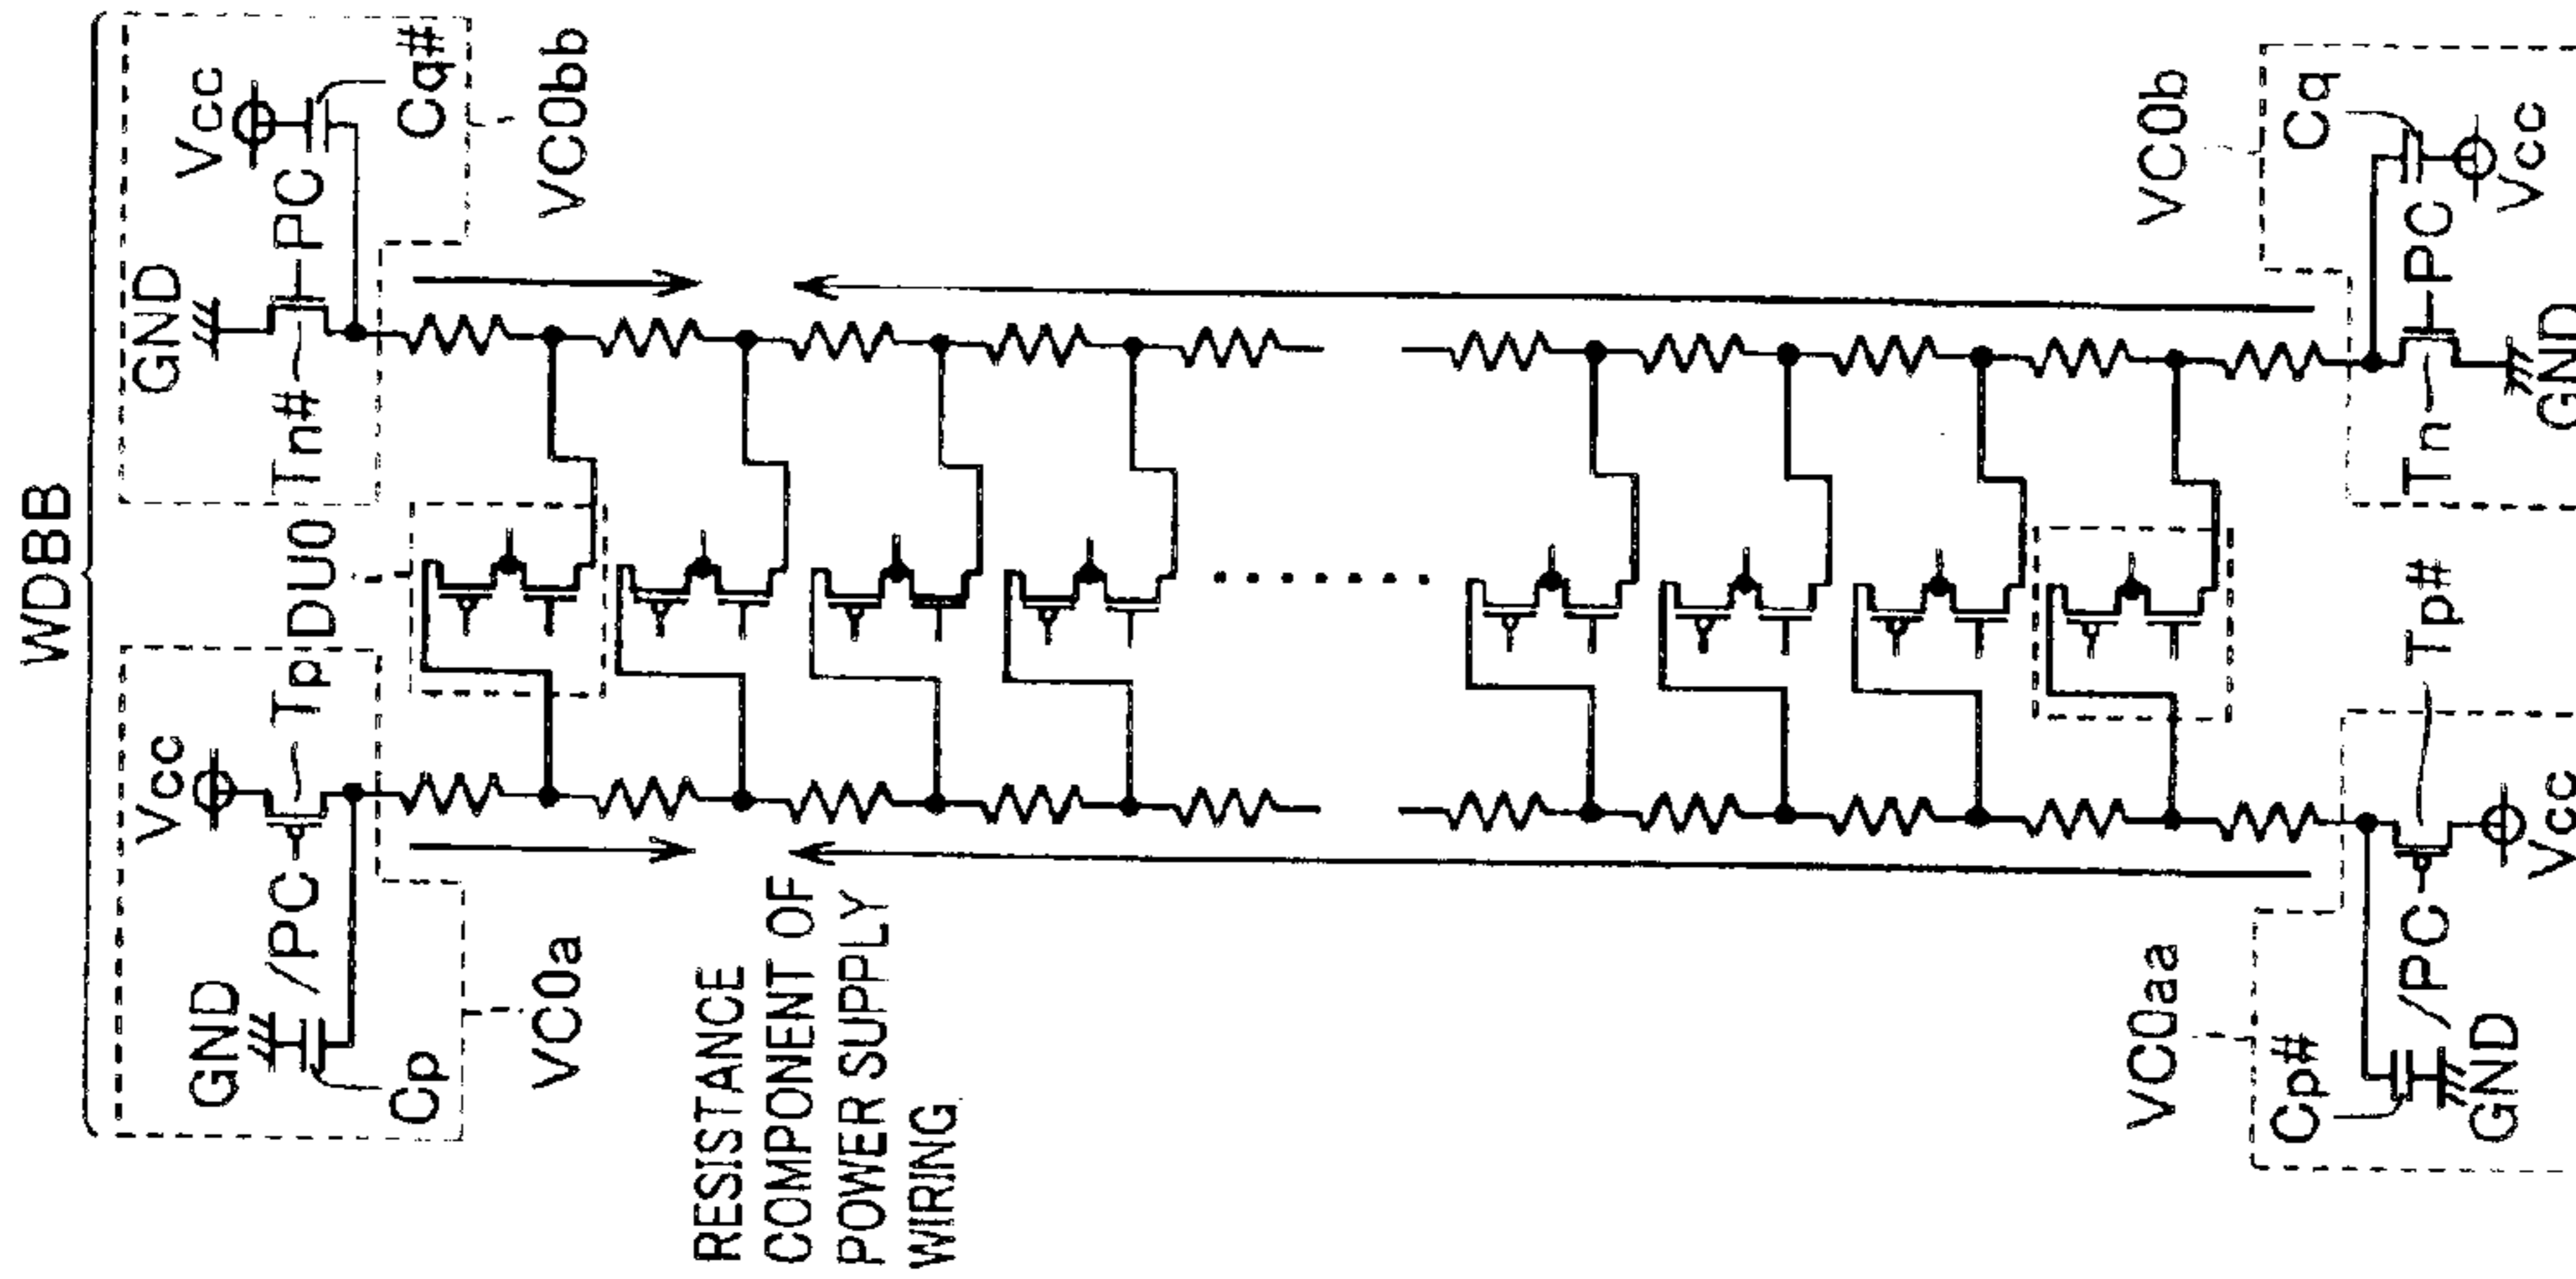 WDBB
GND
/PC
Cp
VC0a
Vcc
Tp
DU0
GND
Tn#
PC
Vcc
Cq#
VC0bb
RESISTANCE
COMPONENT OF
POWER SUPPLY
WIRING
VC0aa
Cp#
/PC
GND
Tp#
Vcc
VC0b
Cq
PC
Vcc
Tn
GND